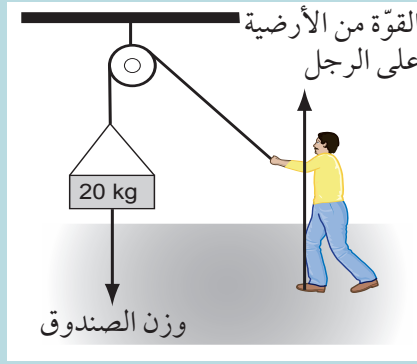 القوّة من الأرضية
على الرجل
20 kg
وزن الصندوق